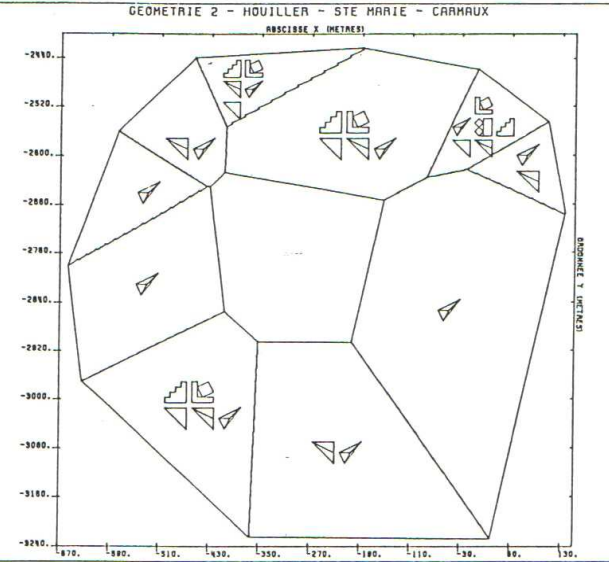 GEOMETRIE 2 - HOUILLER - STE MARIE - CARMAUX
ABSCISSE X (METRES)
-2440.
-2520.
-2600.
-2680.
-2760.
-2840.
-2920.
-3000.
-3080.
-3160.
-3240.
ORDONNEE Y (METRES)
-670. -590. -510. -430. -350. -270. -190. -110. -30. 50. 130.